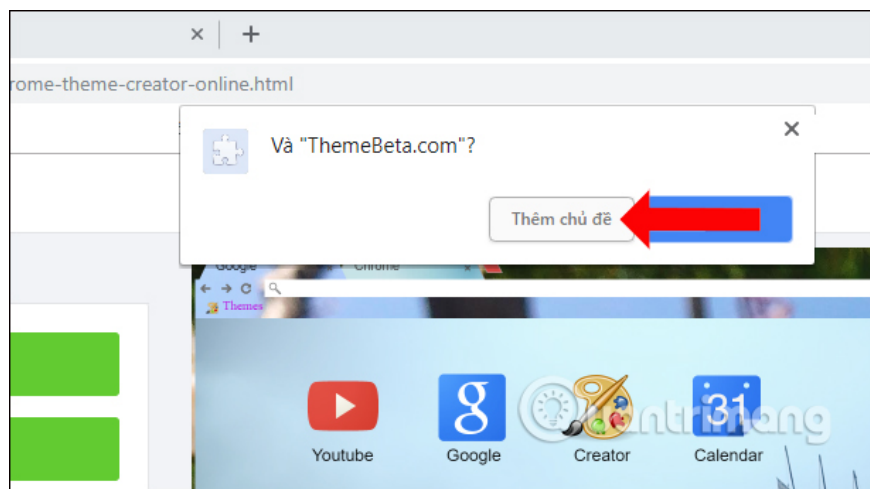 rome-theme-creator-online.html
Và "ThemeBeta.com"?
Thêm chủ đề
Google Chrome
Themes
31
Youtube Google Creator Calendar
uantrimang